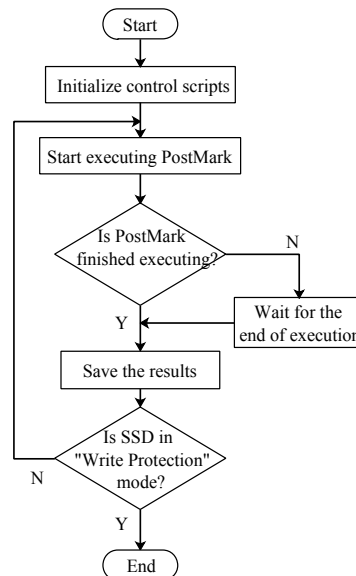 Start
Initialize control scripts
Start executing PostMark
Is PostMark
finished executing?
N
Wait for the
end of execution
Y
Save the results
Is SSD in
"Write Protection"
mode?
N
Y
End